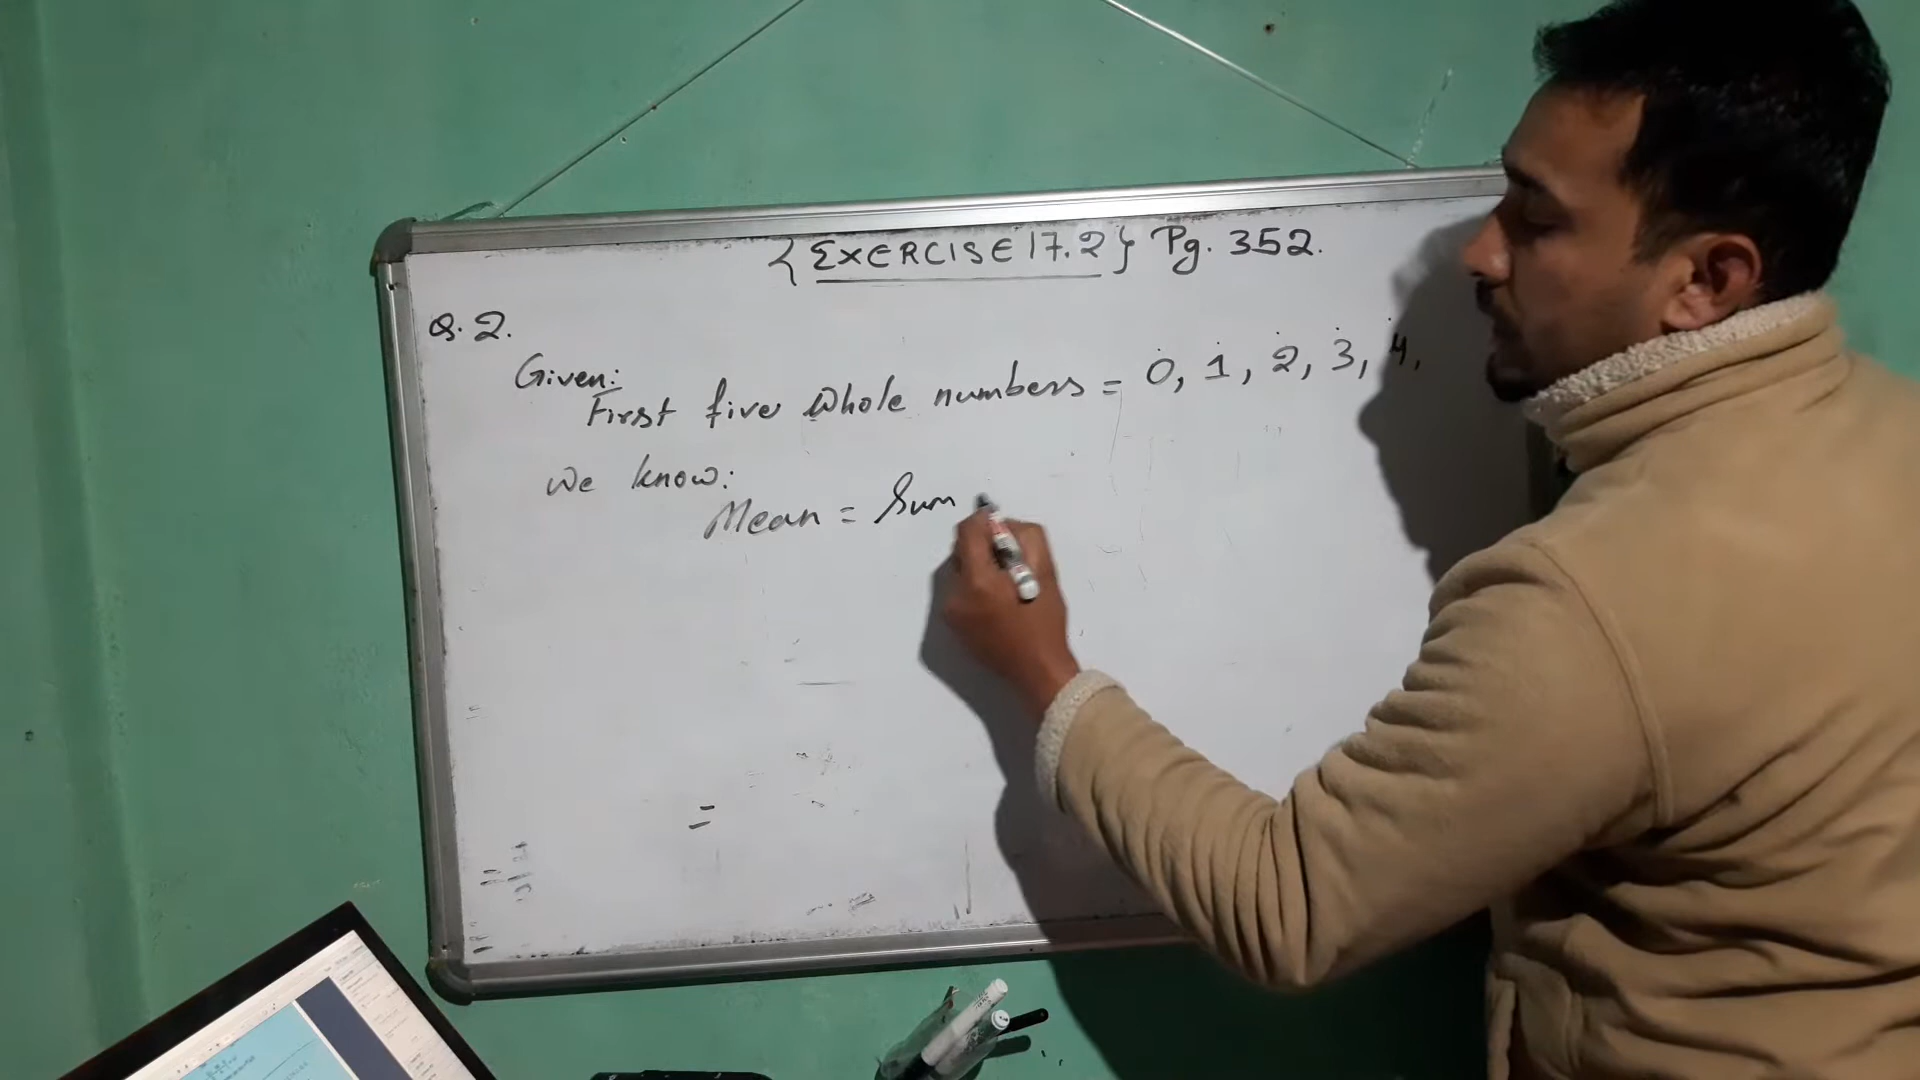 {EXERCISE 17.2} Pg. 352.
Q. 2.
Given:
First five whole numbers = 0, 1, 2, 3, 4.
We know:
Mean = Sum
=